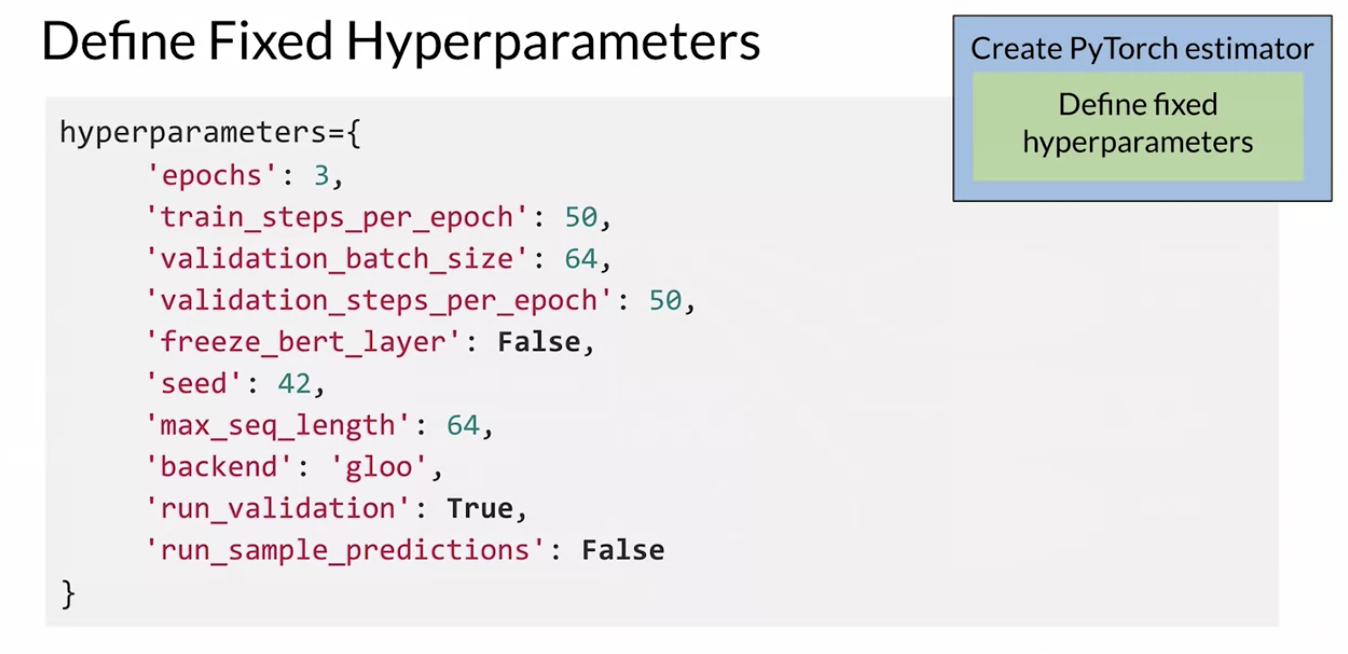 Define Fixed Hyperparameters
Create PyTorch estimator
Define fixed
hyperparameters
hyperparameters={
'epochs': 3,
'train_steps_per_epoch': 50,
'validation_batch_size': 64,
'validation_steps_per_epoch': 50,
'freeze_bert_layer': False,
'seed': 42,
'max_seq_length': 64,
'backend': 'gloo',
'run_validation': True,
'run_sample_predictions': False
}